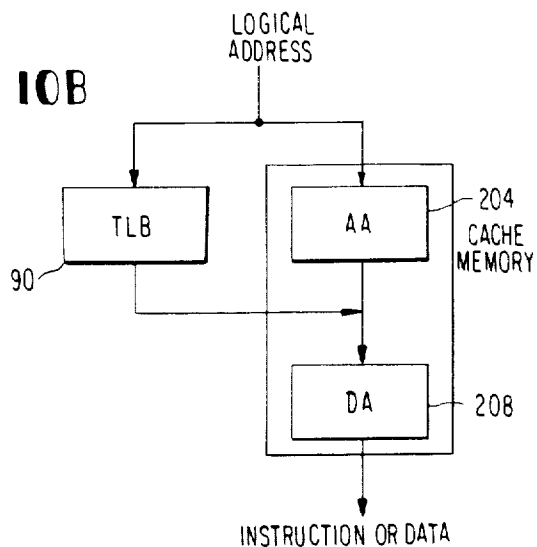 LOGICAL
ADDRESS
10B
TLB
AA
204
CACHE
MEMORY
90
DA
208
INSTRUCTION OR DATA